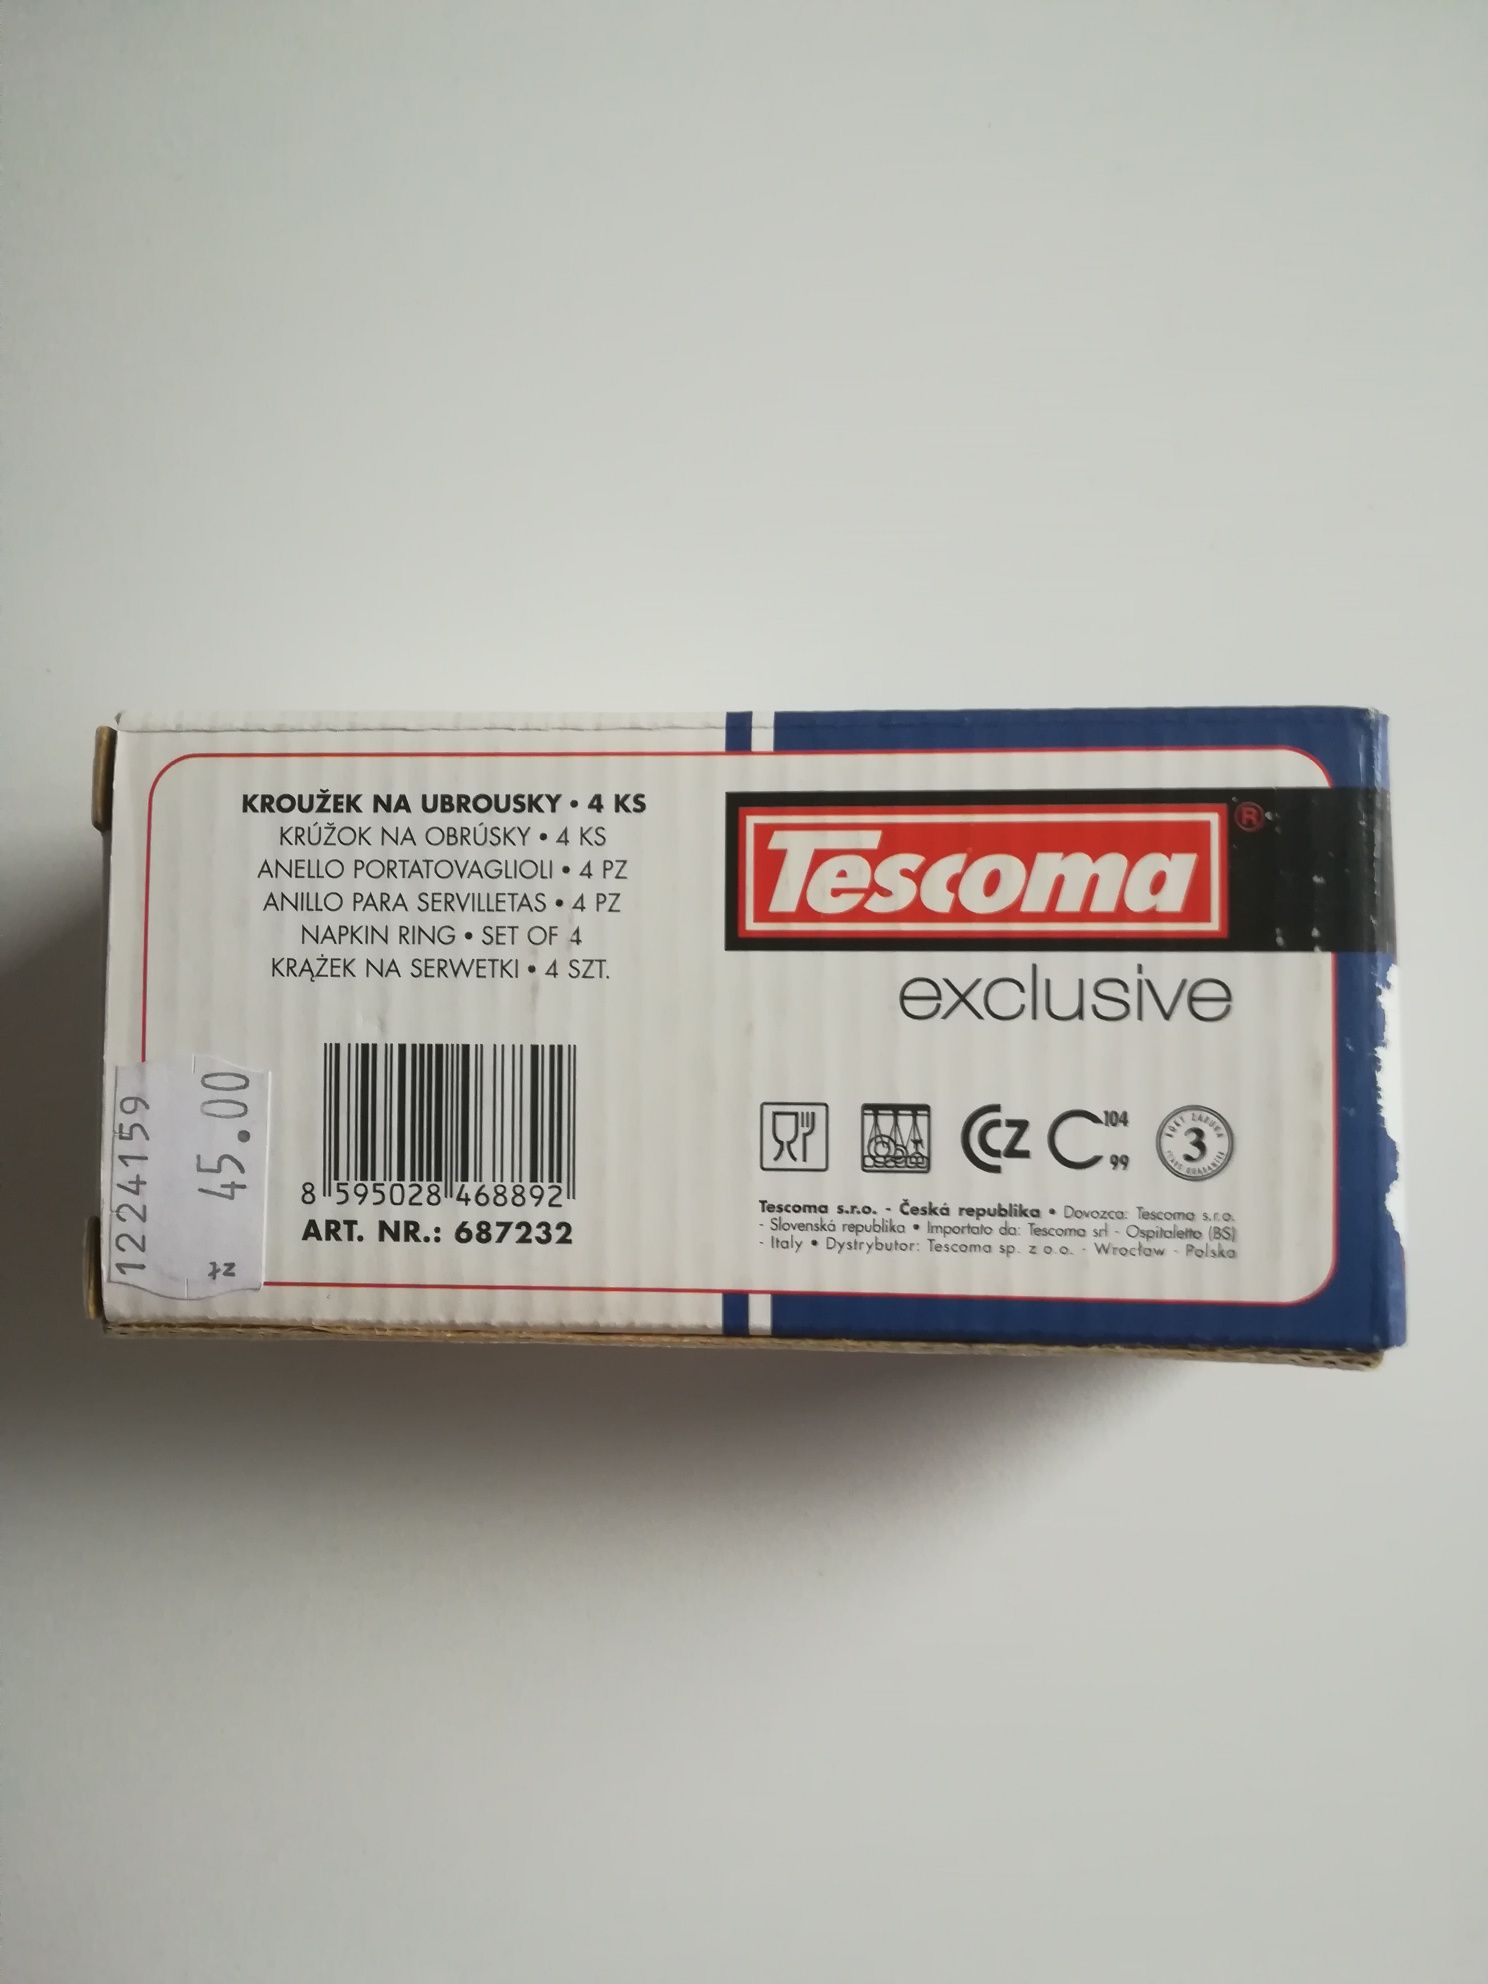 KROUŽEK NA UBROUSKY • 4 KS
KRÚŽOK NA OBRÚSKY • 4 KS
ANELLO PORTATOVAGLIOLI • 4 PZ
ANILLO PARA SERVILLETAS • 4 PZ
NAPKIN RING • SET OF 4
KRĄŻEK NA SERWETKI • 4 SZT.
8 595028 468892
ART. NR.: 687232
1224159
45.00
Tescoma ®
exclusive
CZ
104
99
3
Tescoma s.r.o. - Česká republika • Dovozca: Tescoma s.r.o.
- Slovenská republika • Importato da: Tescoma srl - Ospitaletto (BS)
- Italy • Dystrybutor: Tescoma sp. z o.o. - Wrocław - Polska